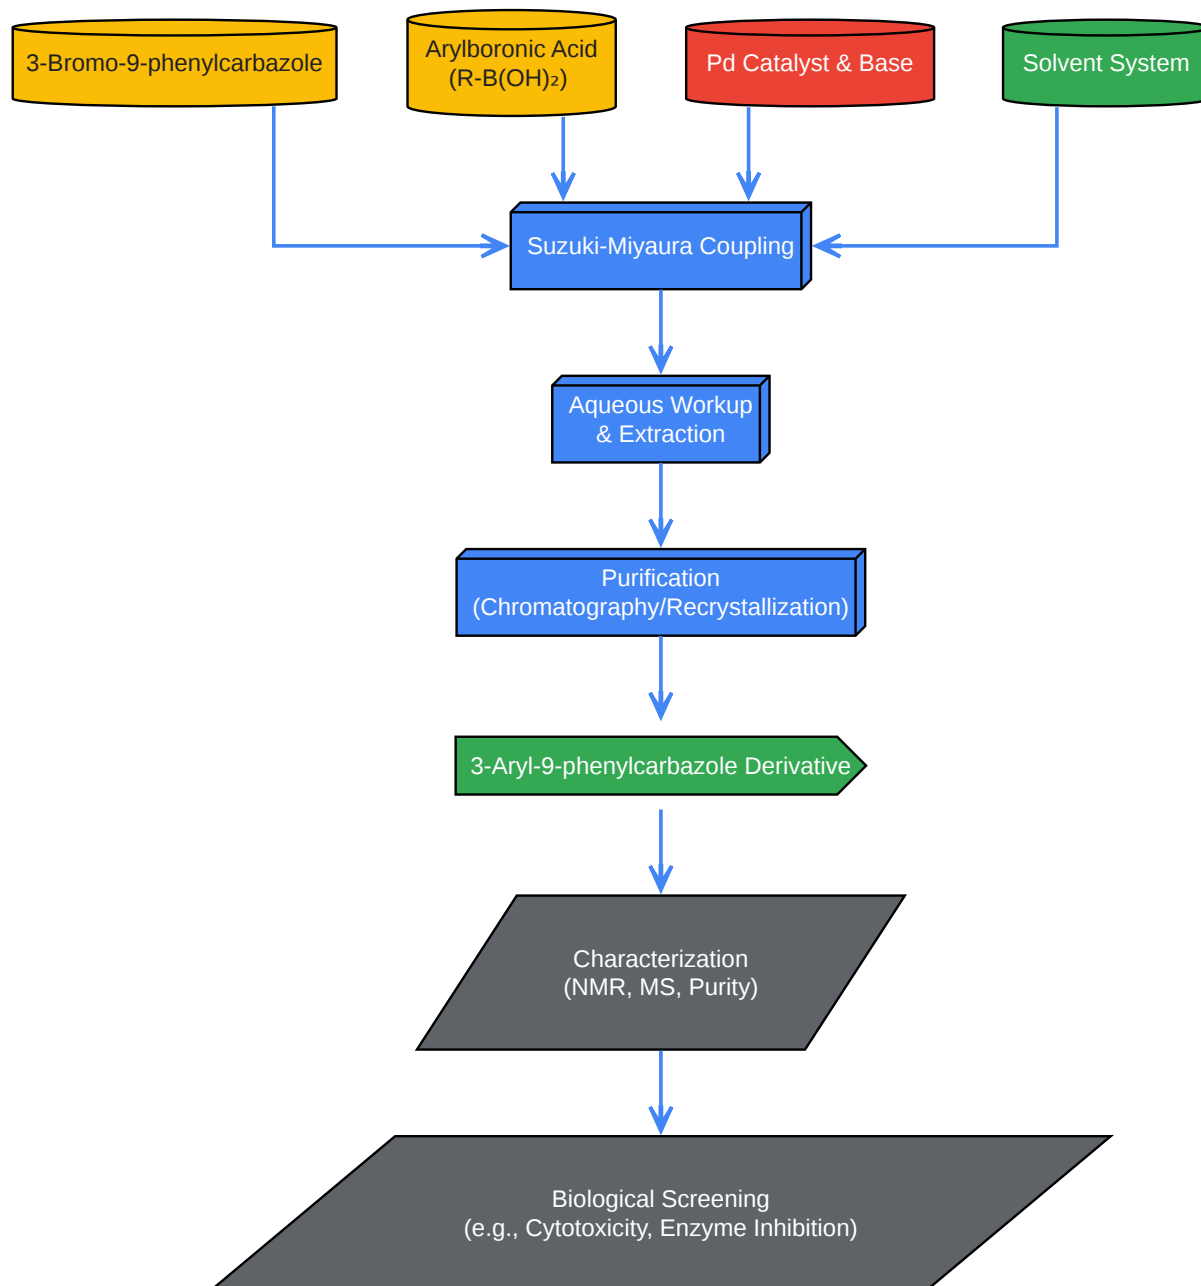 3-Bromo-9-phenylcarbazole
Arylboronic Acid
(R-B(OH)₂)
Pd Catalyst & Base
Solvent System
Suzuki-Miyaura Coupling
Aqueous Workup
& Extraction
Purification
(Chromatography/Recrystallization)
3-Aryl-9-phenylcarbazole Derivative
Characterization
(NMR, MS, Purity)
Biological Screening
(e.g., Cytotoxicity, Enzyme Inhibition)